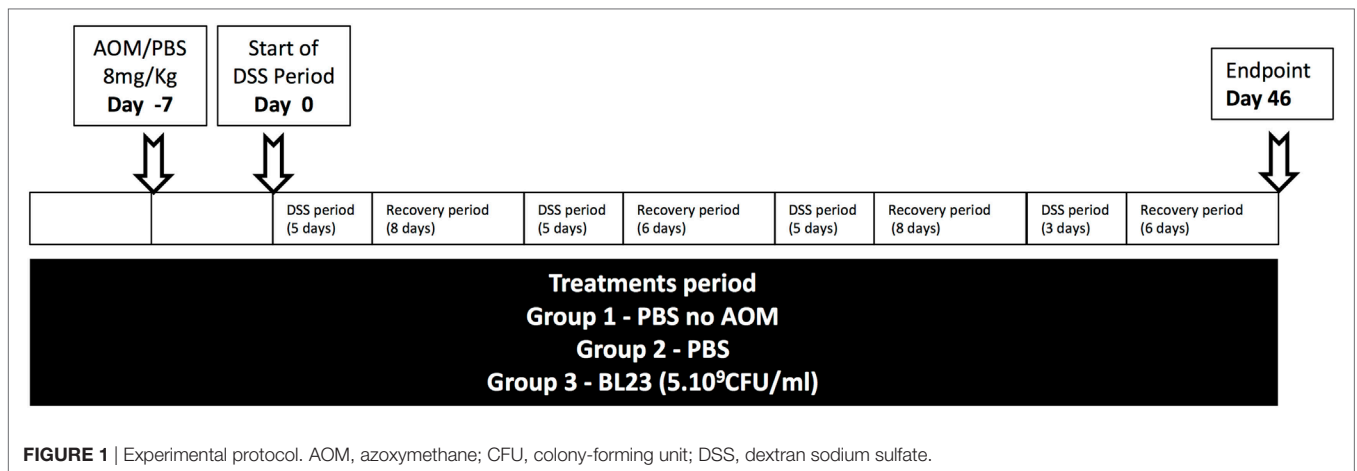 AOM/PBS
8mg/Kg
Day -7
Start of
DSS Period
Day 0
Endpoint
Day 46
DSS period
(5 days)
Recovery period
(8 days)
DSS period
(5 days)
Recovery period
(6 days)
DSS period
(5 days)
Recovery period
(8 days)
DSS period
(3 days)
Recovery period
(6 days)
Treatments period
Group 1 - PBS no AOM
Group 2 - PBS
Group 3 - BL23 (5.10⁹CFU/ml)
FIGURE 1 | Experimental protocol. AOM, azoxymethane; CFU, colony-forming unit; DSS, dextran sodium sulfate.